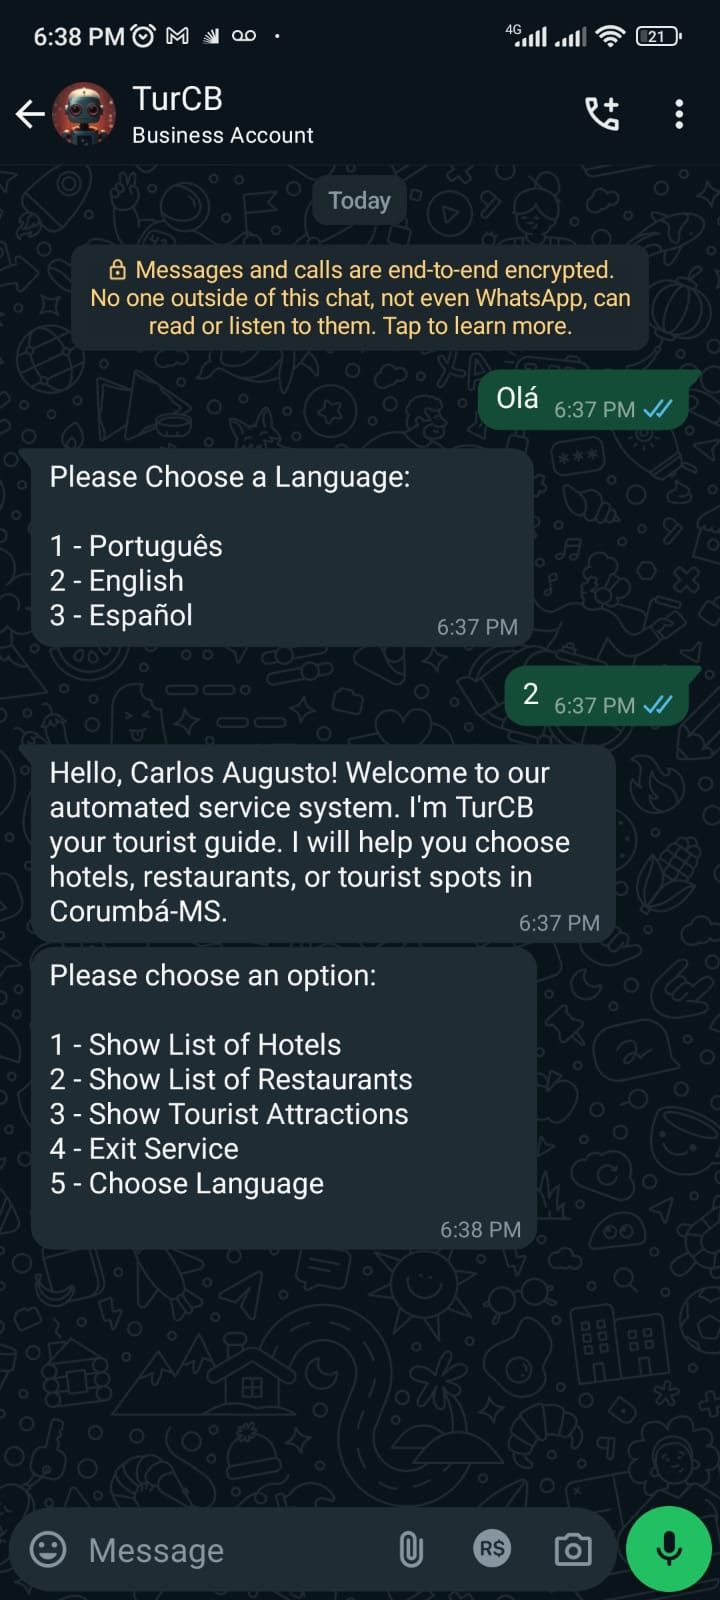 6:38 PM
4G
21
TurCB
Business Account
Today
Messages and calls are end-to-end encrypted.
No one outside of this chat, not even WhatsApp, can
read or listen to them. Tap to learn more.
Olá 6:37 PM
Please Choose a Language:
1 - Português
2 - English
3 - Español
6:37 PM
2 6:37 PM
Hello, Carlos Augusto! Welcome to our
automated service system. I'm TurCB
your tourist guide. I will help you choose
hotels, restaurants, or tourist spots in
Corumbá-MS.
6:37 PM
Please choose an option:
1 - Show List of Hotels
2 - Show List of Restaurants
3 - Show Tourist Attractions
4 - Exit Service
5 - Choose Language
6:38 PM
Message
R$